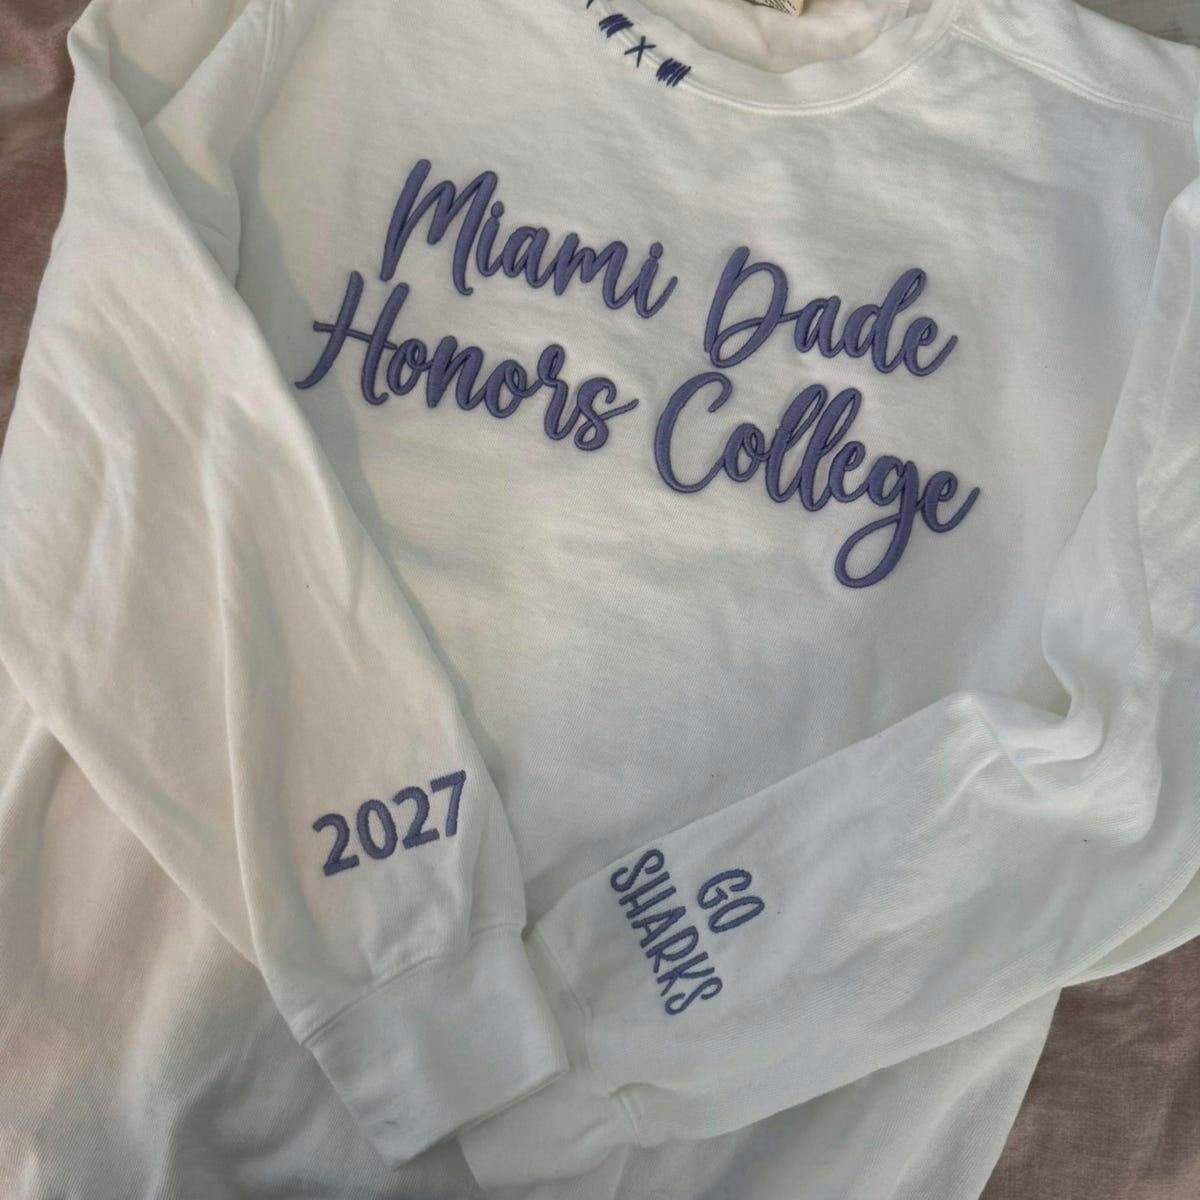 Miami Dade
Honors College
2027
GO
SHARKS